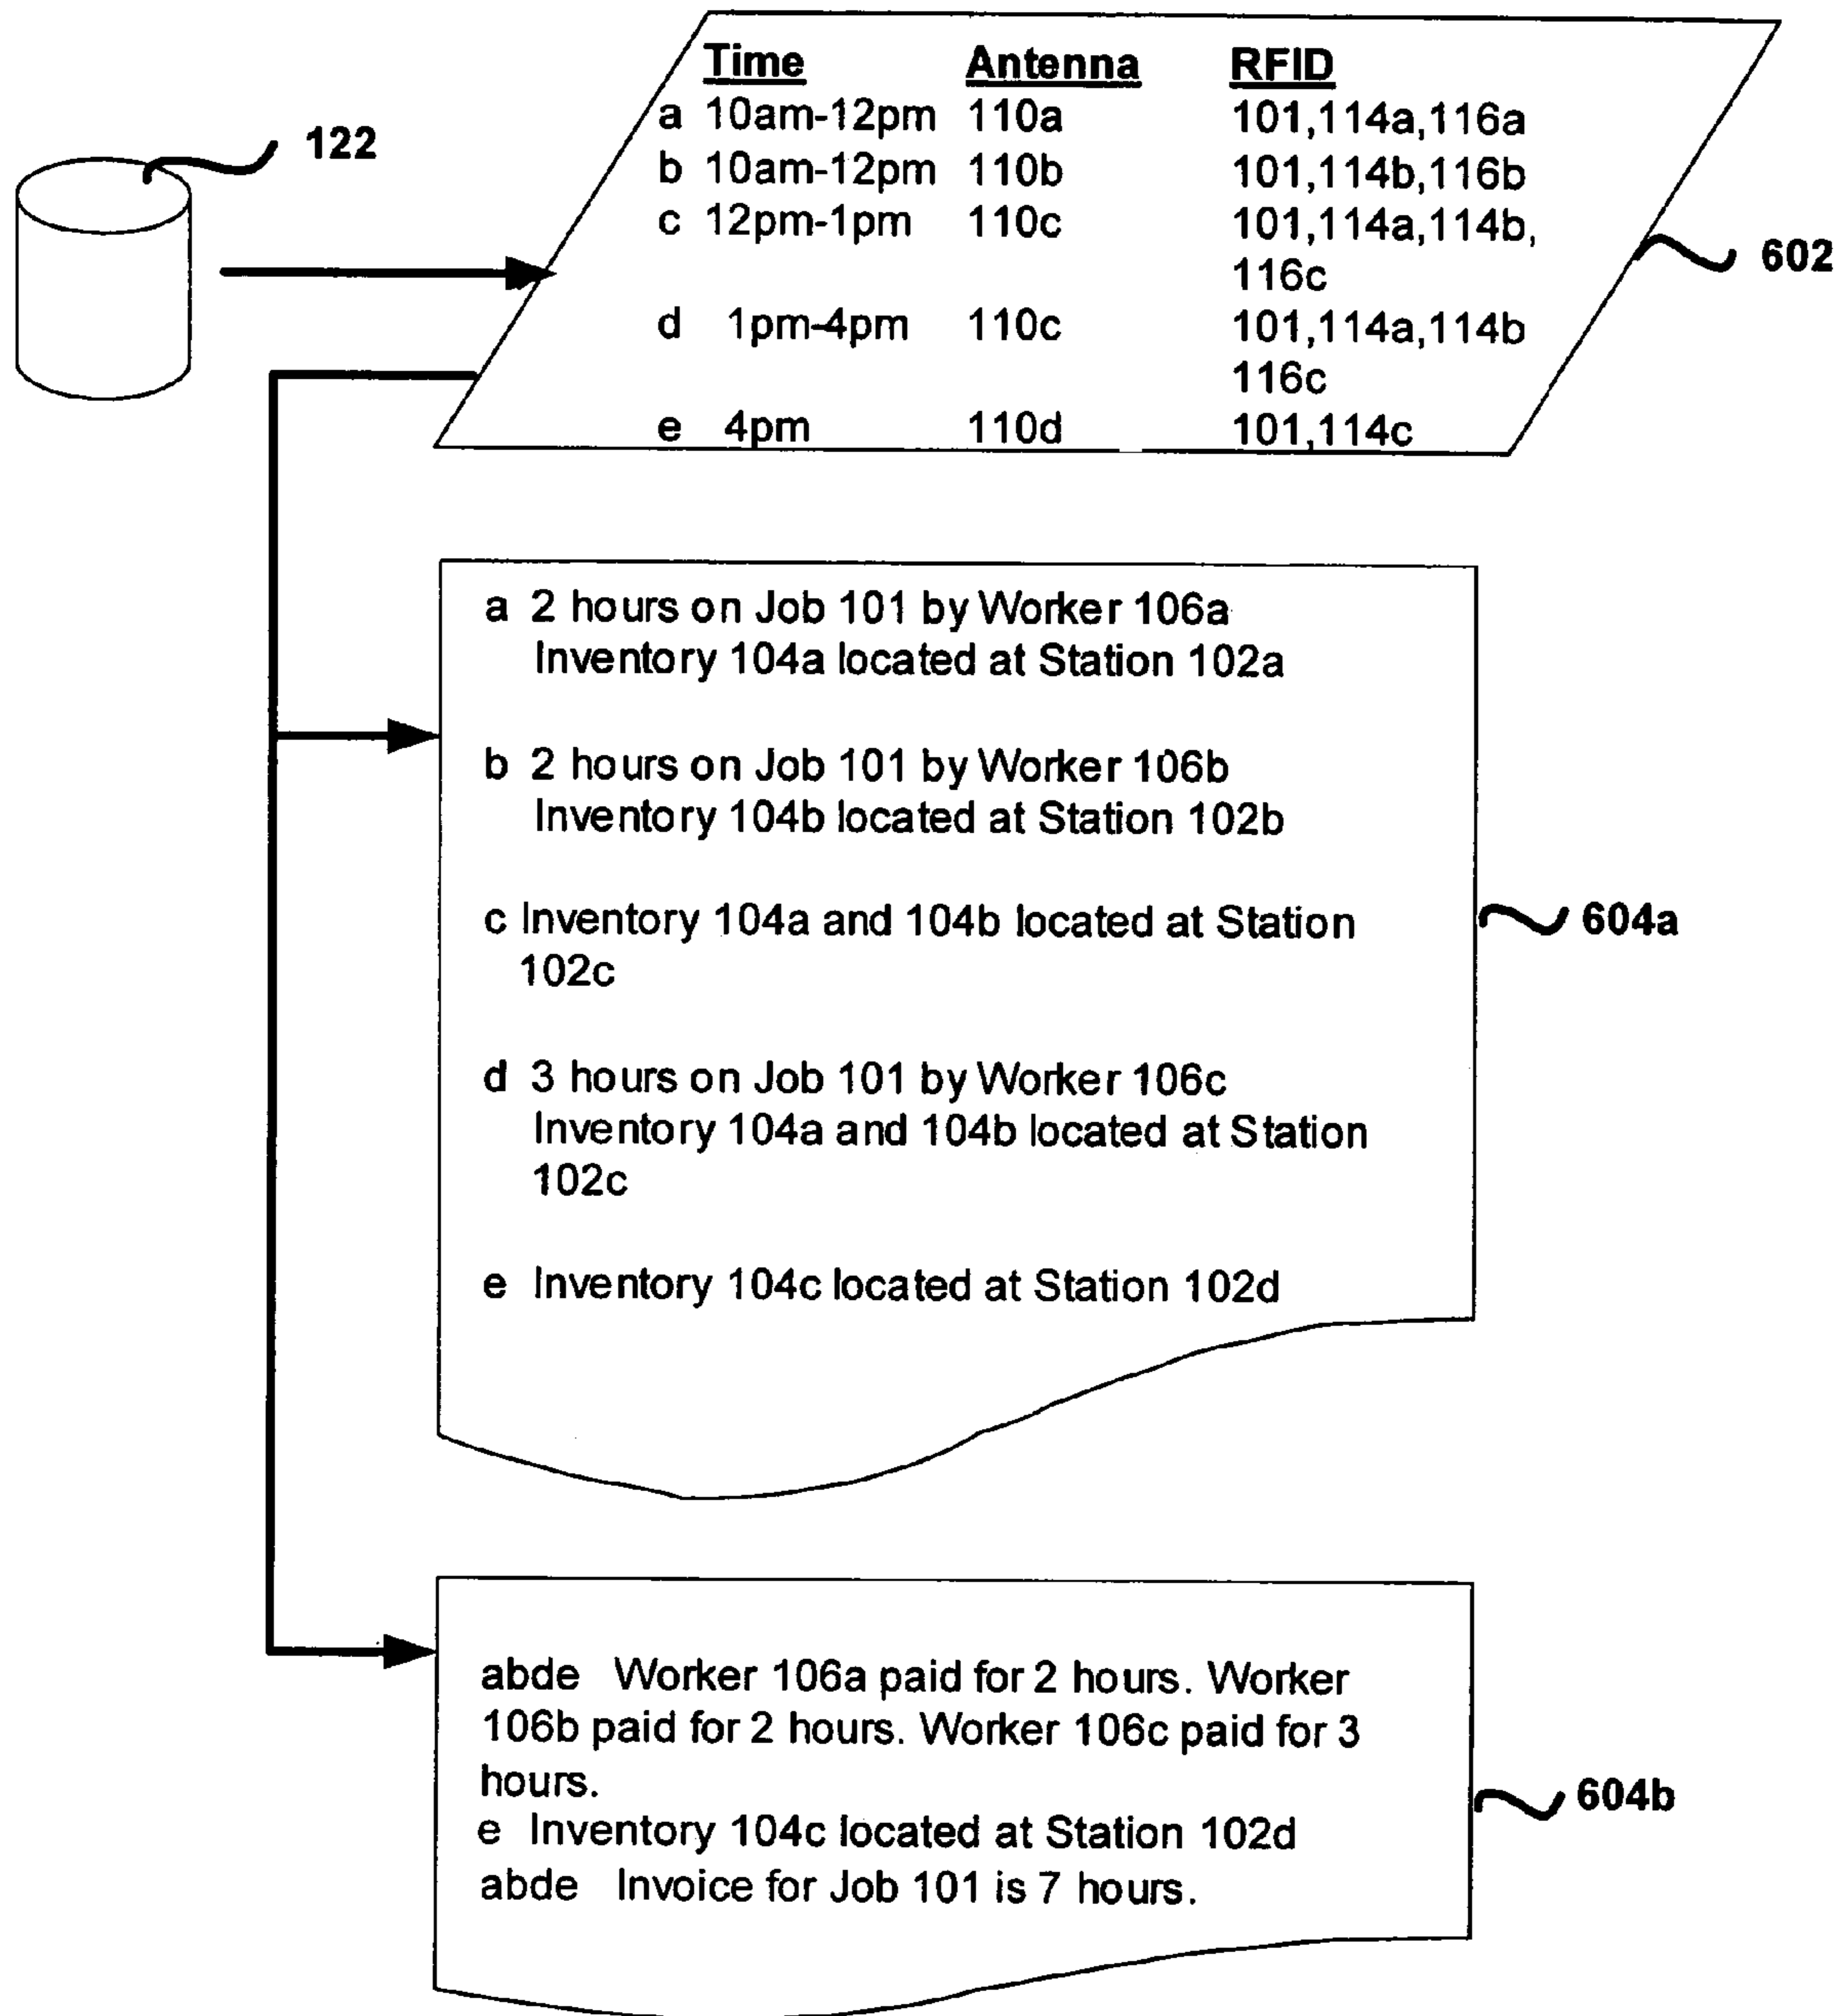 Time Antenna RFID
a 10am-12pm 110a 101,114a,116a
122
b 10am-12pm 110b 101,114b,116b
c 12pm-1pm 110c 101,114a,114b,
116c
602
d 1pm-4pm 110c 101,114a,114b
116c
e 4pm 110d 101,114c
a 2 hours on Job 101 by Worker 106a
Inventory 104a located at Station 102a
b 2 hours on Job 101 by Worker 106b
Inventory 104b located at Station 102b
c Inventory 104a and 104b located at Station
102c
604a
d 3 hours on Job 101 by Worker 106c
Inventory 104a and 104b located at Station
102c
e Inventory 104c located at Station 102d
abde Worker 106a paid for 2 hours. Worker
106b paid for 2 hours. Worker 106c paid for 3
hours.
604b
e Inventory 104c located at Station 102d
abde Invoice for Job 101 is 7 hours.